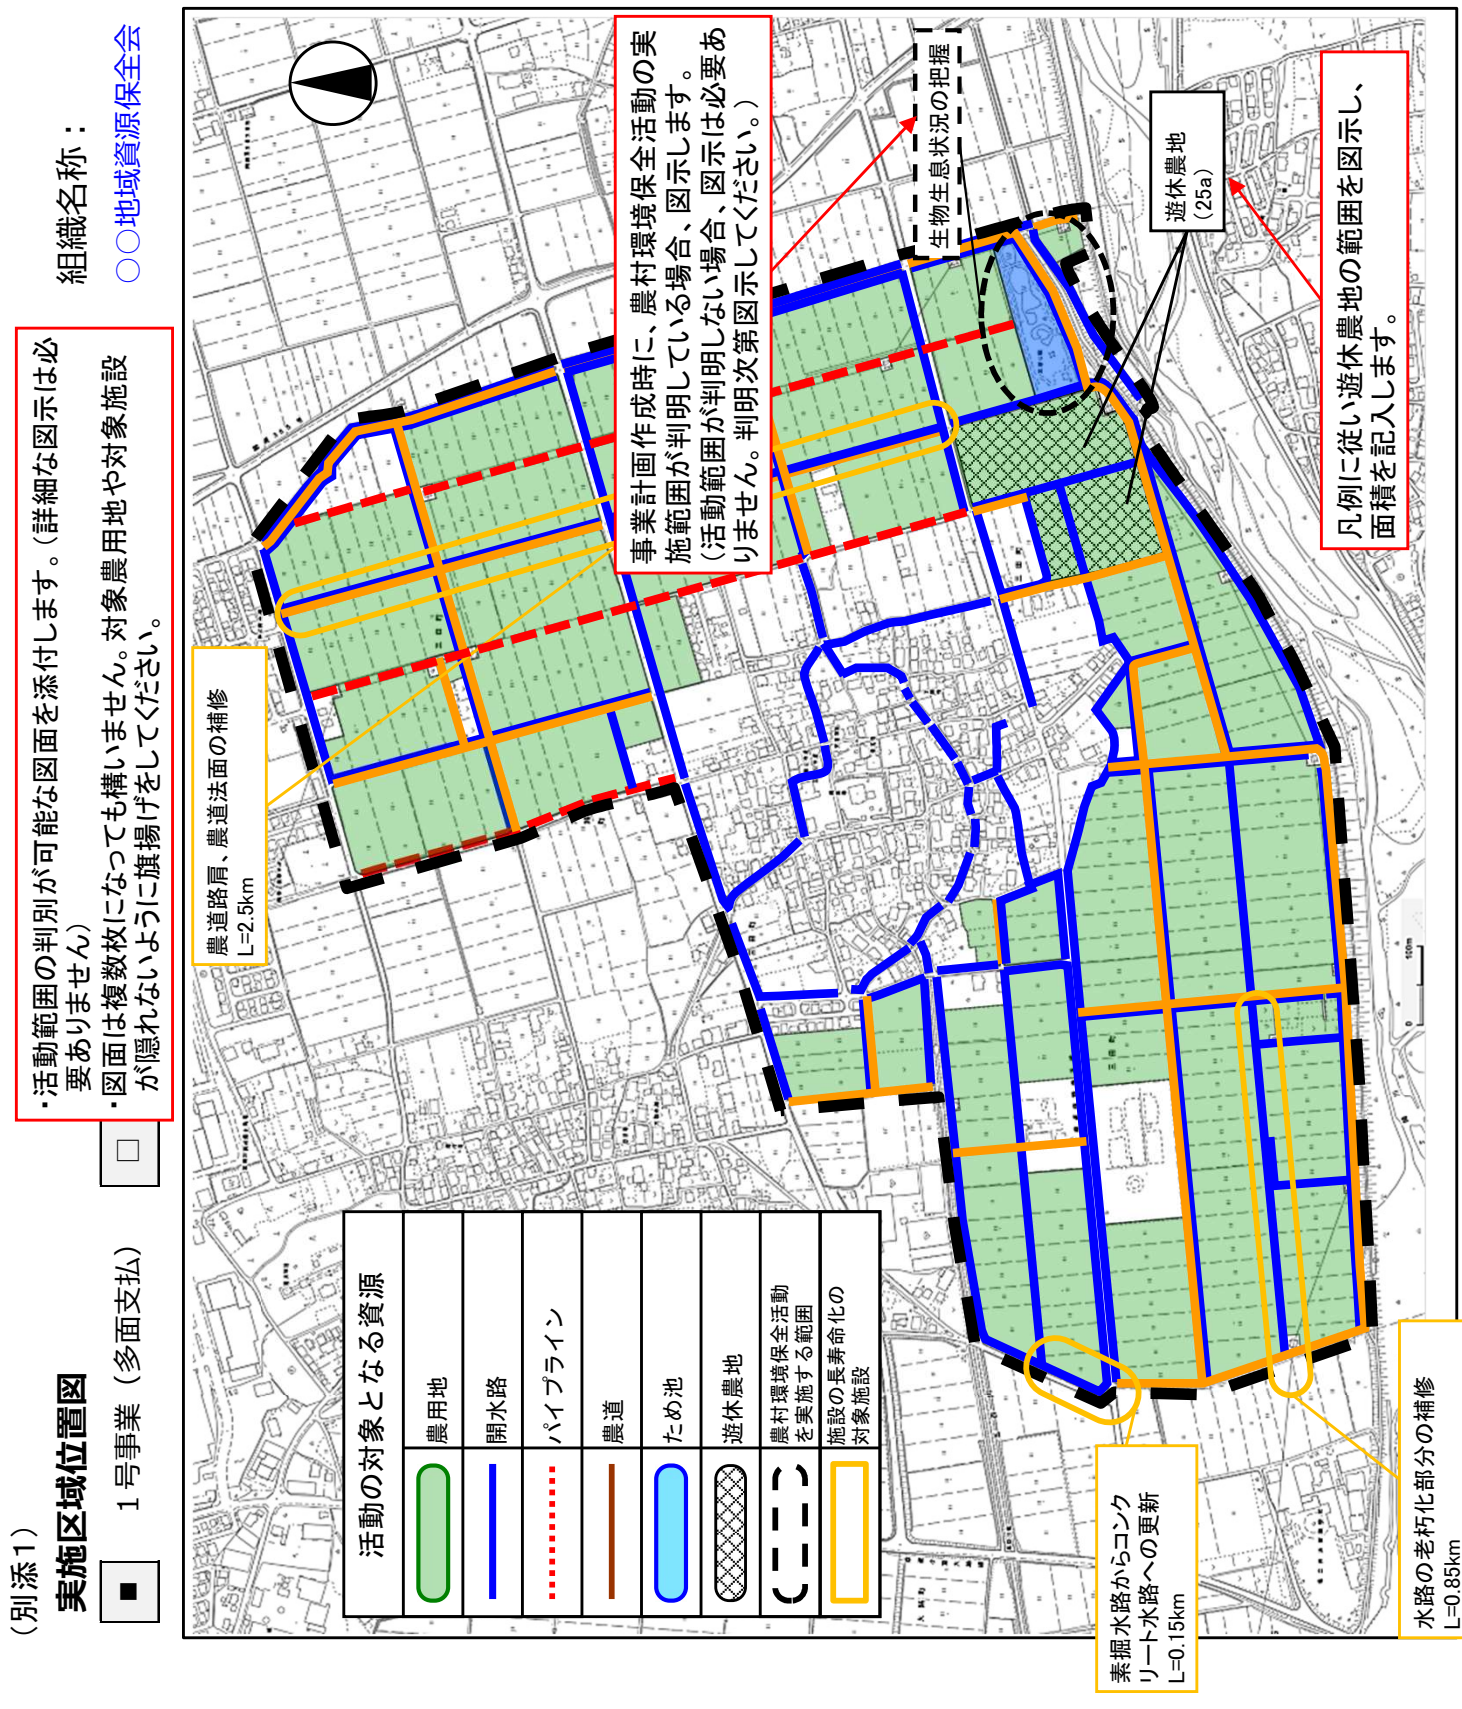 （別添１）
実施区域位置図
■ １号事業（多面支払）
□
組織名称：
○○地域資源保全会
・活動範囲の判別が可能な図面を添付します。（詳細な図示は必
要ありません）
・図面は複数枚になっても構いません。対象農用地や対象施設
が隠れないように旗揚げをしてください。
農道路肩、農道法面の補修
L=2.5km
事業計画作成時に、農村環境保全活動の実
施範囲が判明している場合、図示します。
（活動範囲が判明しない場合、図示は必要あ
りません。判明次第図示してください。）
生物生息状況の把握
遊休農地
（25a）
凡例に従い遊休農地の範囲を図示し、
面積を記入します。
活動の対象となる資源
農用地
開水路
パイプライン
農道
ため池
遊休農地
農村環境保全活動
を実施する範囲
施設の長寿命化の
対象施設
素掘水路からコンク
リート水路への更新
L=0.15km
水路の老朽化部分の補修
L=0.85km
0 100m